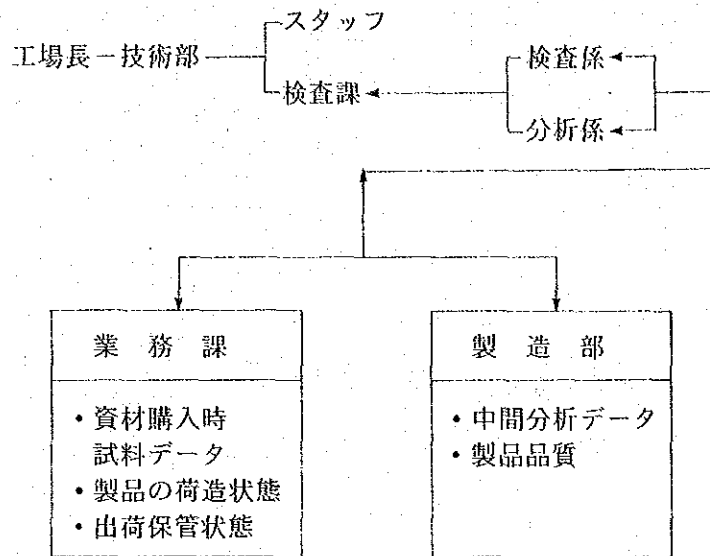 スタッフ
工場長－技術部
検査課
検査係
分析係
業務課
・資材購入時
試料データ
・製品の荷造状態
・出荷保管状態
製造部
・中間分析データ
・製品品質